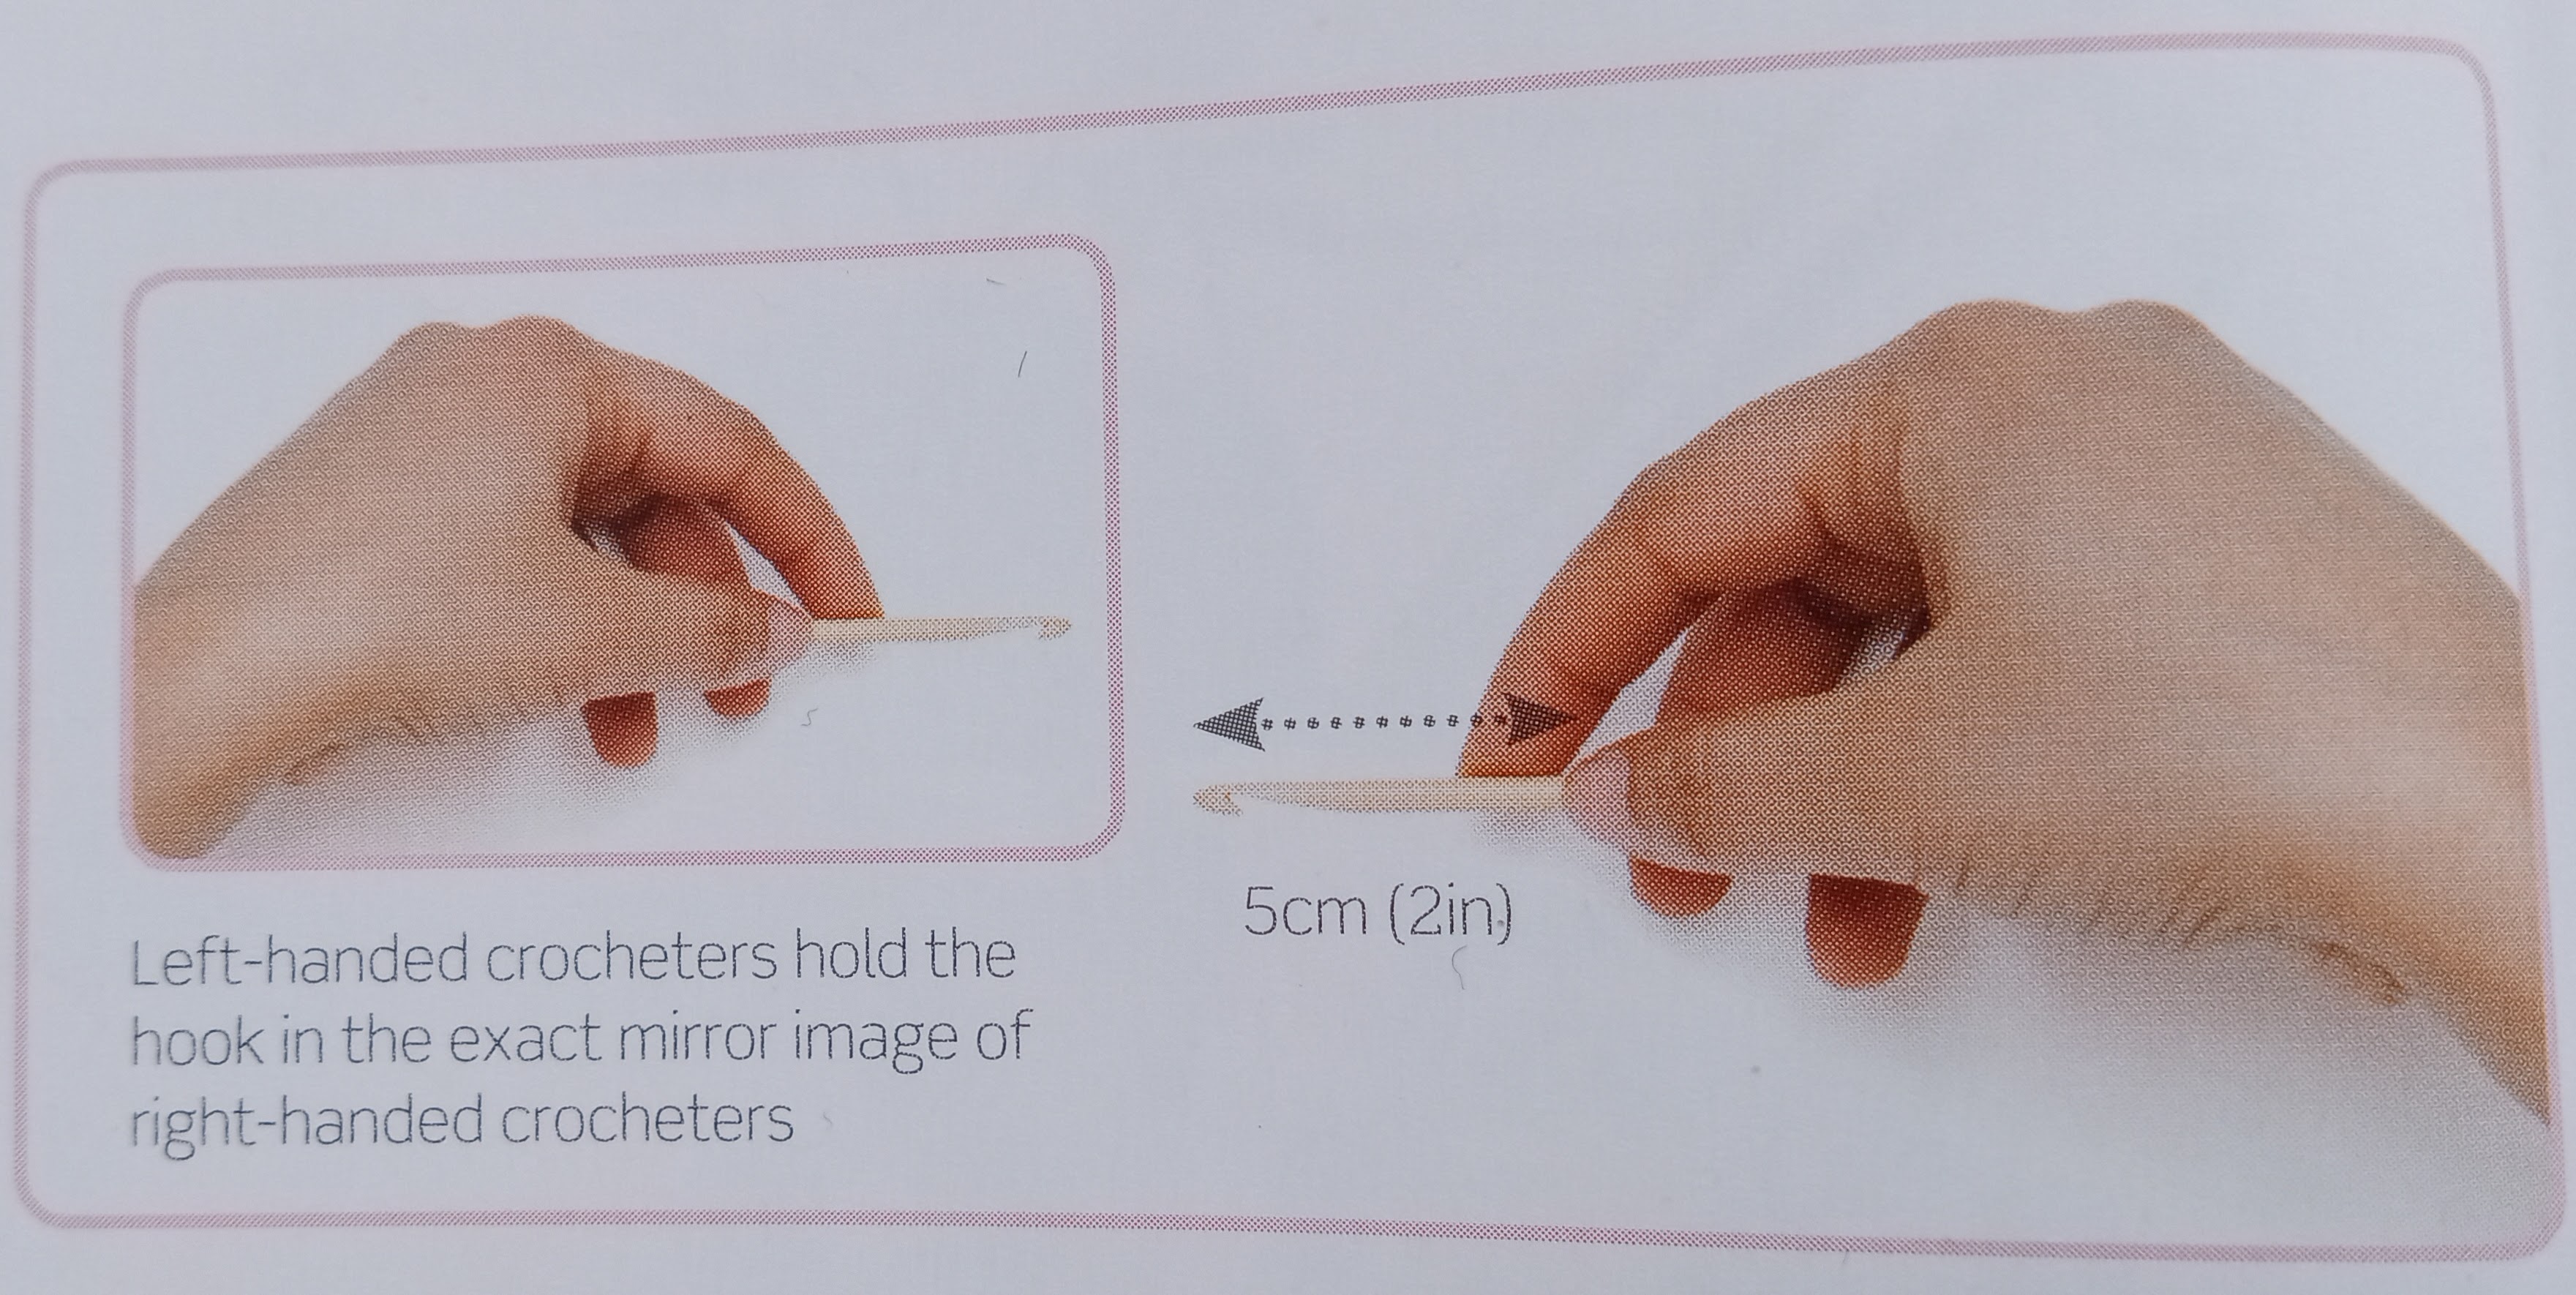 Left-handed crocheters hold the
hook in the exact mirror image of
right-handed crocheters
5cm (2in)